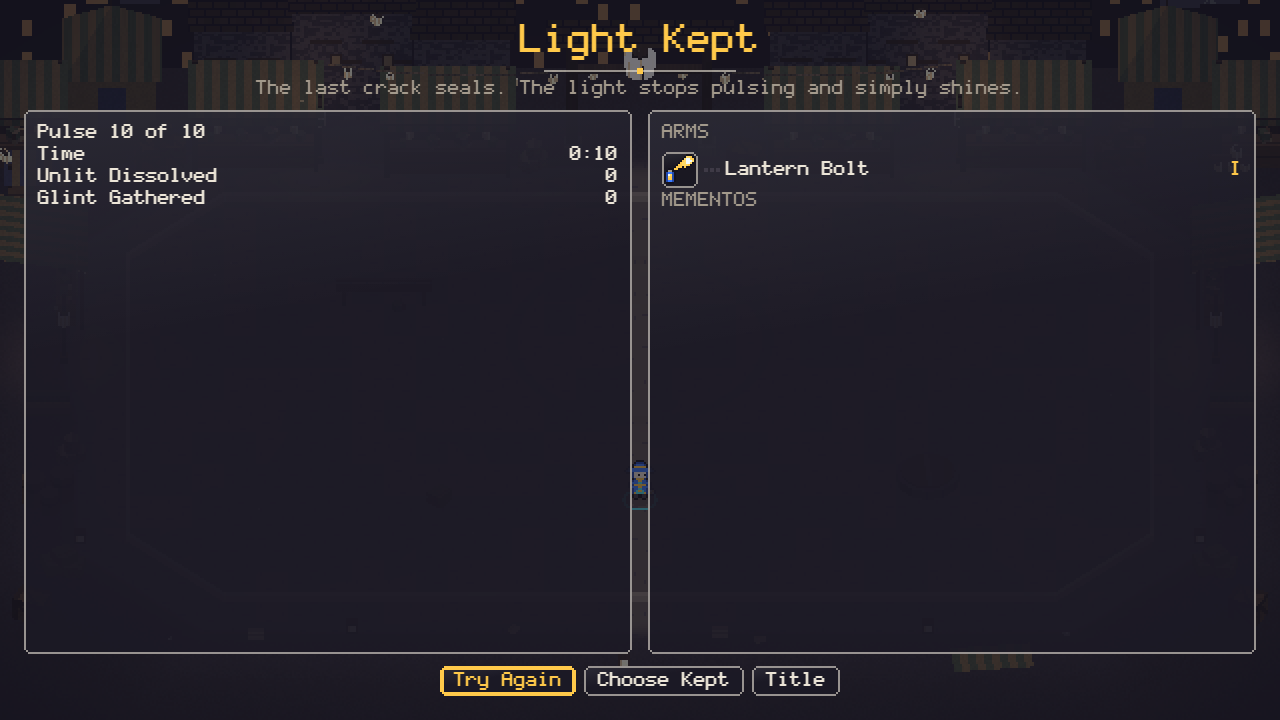 Light Kept
The last crack seals. The light stops pulsing and simply shines.
Pulse 10 of 10
Time 0:10
Unlit Dissolved 0
Glint Gathered 0
ARMS
Lantern Bolt I
MEMENTOS
Try Again Choose Kept Title